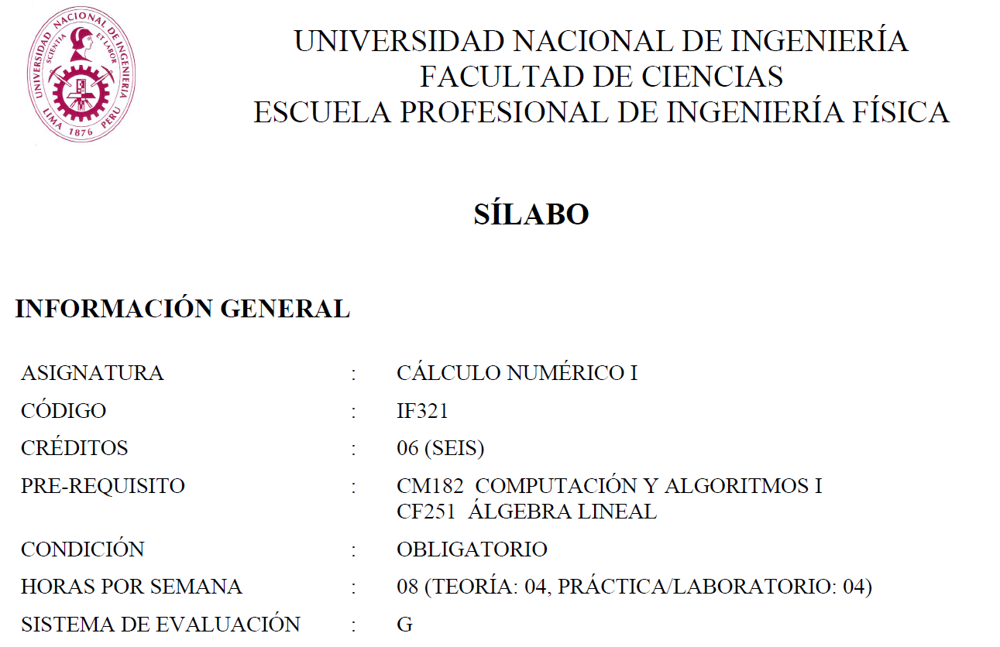 UNIVERSIDAD NACIONAL DE INGENIERIA
SCIENTIA ET LABOR
LIMA 1876 PERU
UNIVERSIDAD NACIONAL DE INGENIERÍA
FACULTAD DE CIENCIAS
ESCUELA PROFESIONAL DE INGENIERÍA FÍSICA
SÍLABO
INFORMACIÓN GENERAL
ASIGNATURA : CÁLCULO NUMÉRICO I
CÓDIGO : IF321
CRÉDITOS : 06 (SEIS)
PRE-REQUISITO : CM182 COMPUTACIÓN Y ALGORITMOS I
CF251 ÁLGEBRA LINEAL
CONDICIÓN : OBLIGATORIO
HORAS POR SEMANA : 08 (TEORÍA: 04, PRÁCTICA/LABORATORIO: 04)
SISTEMA DE EVALUACIÓN : G